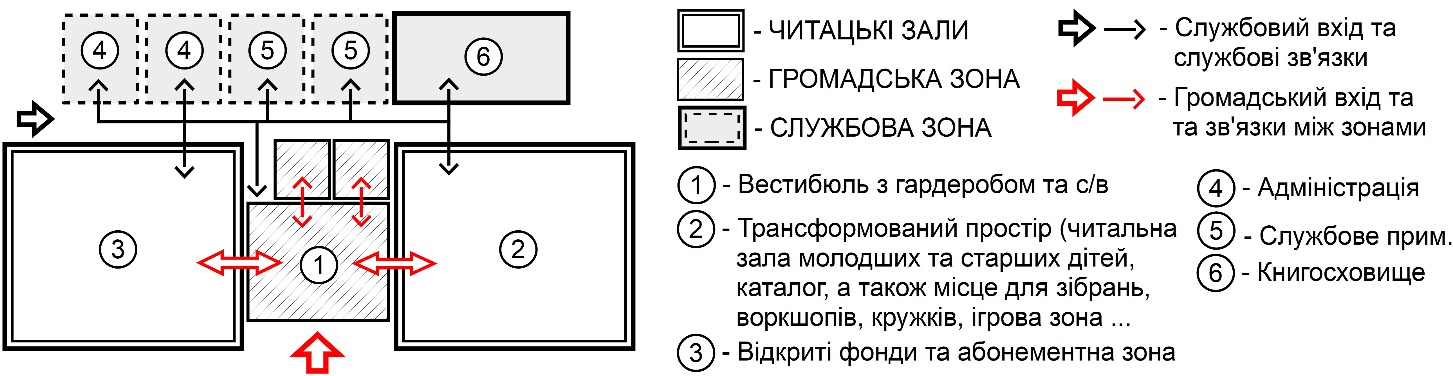 4
4
5
5
6
3
1
2
- ЧИТАЦЬКІ ЗАЛИ
- ГРОМАДСЬКА ЗОНА
- СЛУЖБОВА ЗОНА
- Службовий вхід та
службові зв'язки
- Громадський вхід та
та зв'язки між зонами
1 - Вестибюль з гардеробом та с/в
2 - Трансформований простір (читальна
зала молодших та старших дітей,
каталог, а також місце для зібрань,
воркшопів, кружків, ігрова зона ...
3 - Відкриті фонди та абонементна зона
4 - Адміністрація
5 - Службове прим.
6 - Книгосховище